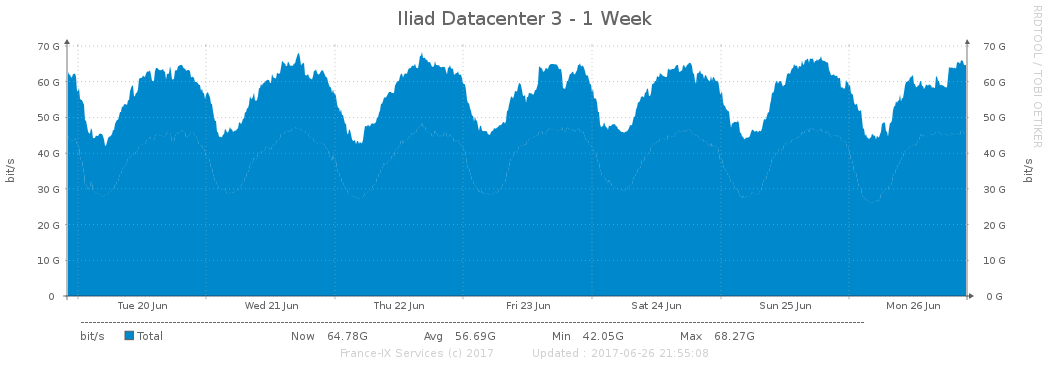 Iliad Datacenter 3 - 1 Week
RRDTOOL / TOBI OETIKER
70 G 70 G
60 G 60 G
50 G 50 G
40 G 40 G
bit/s bit/s
30 G 30 G
20 G 20 G
10 G 10 G
0 0 G
Tue 20 Jun Wed 21 Jun Thu 22 Jun Fri 23 Jun Sat 24 Jun Sun 25 Jun Mon 26 Jun
bit/s Total Now 64.78G Avg 56.69G Min 42.05G Max 68.27G
France-IX Services (c) 2017 Updated : 2017-06-26 21:55:08